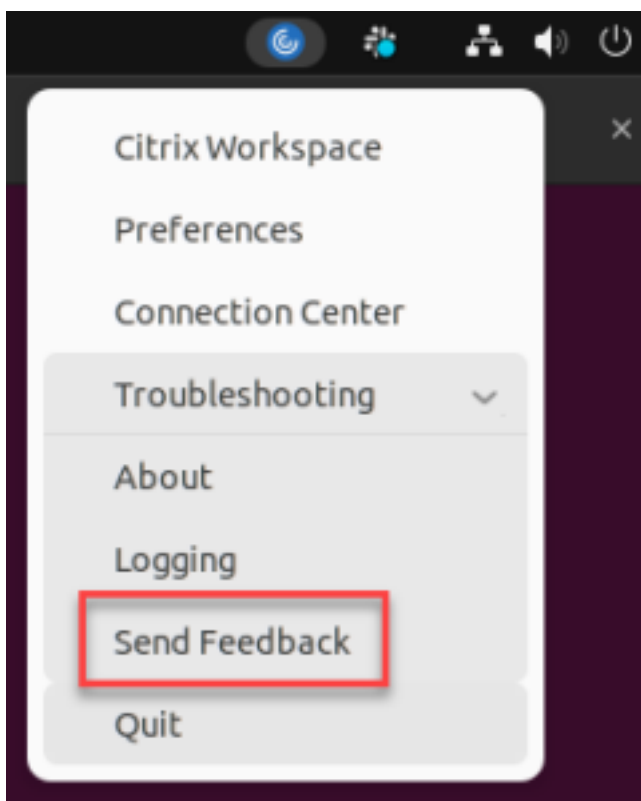 Citrix Workspace
Preferences
Connection Center
Troubleshooting
About
Logging
Send Feedback
Quit